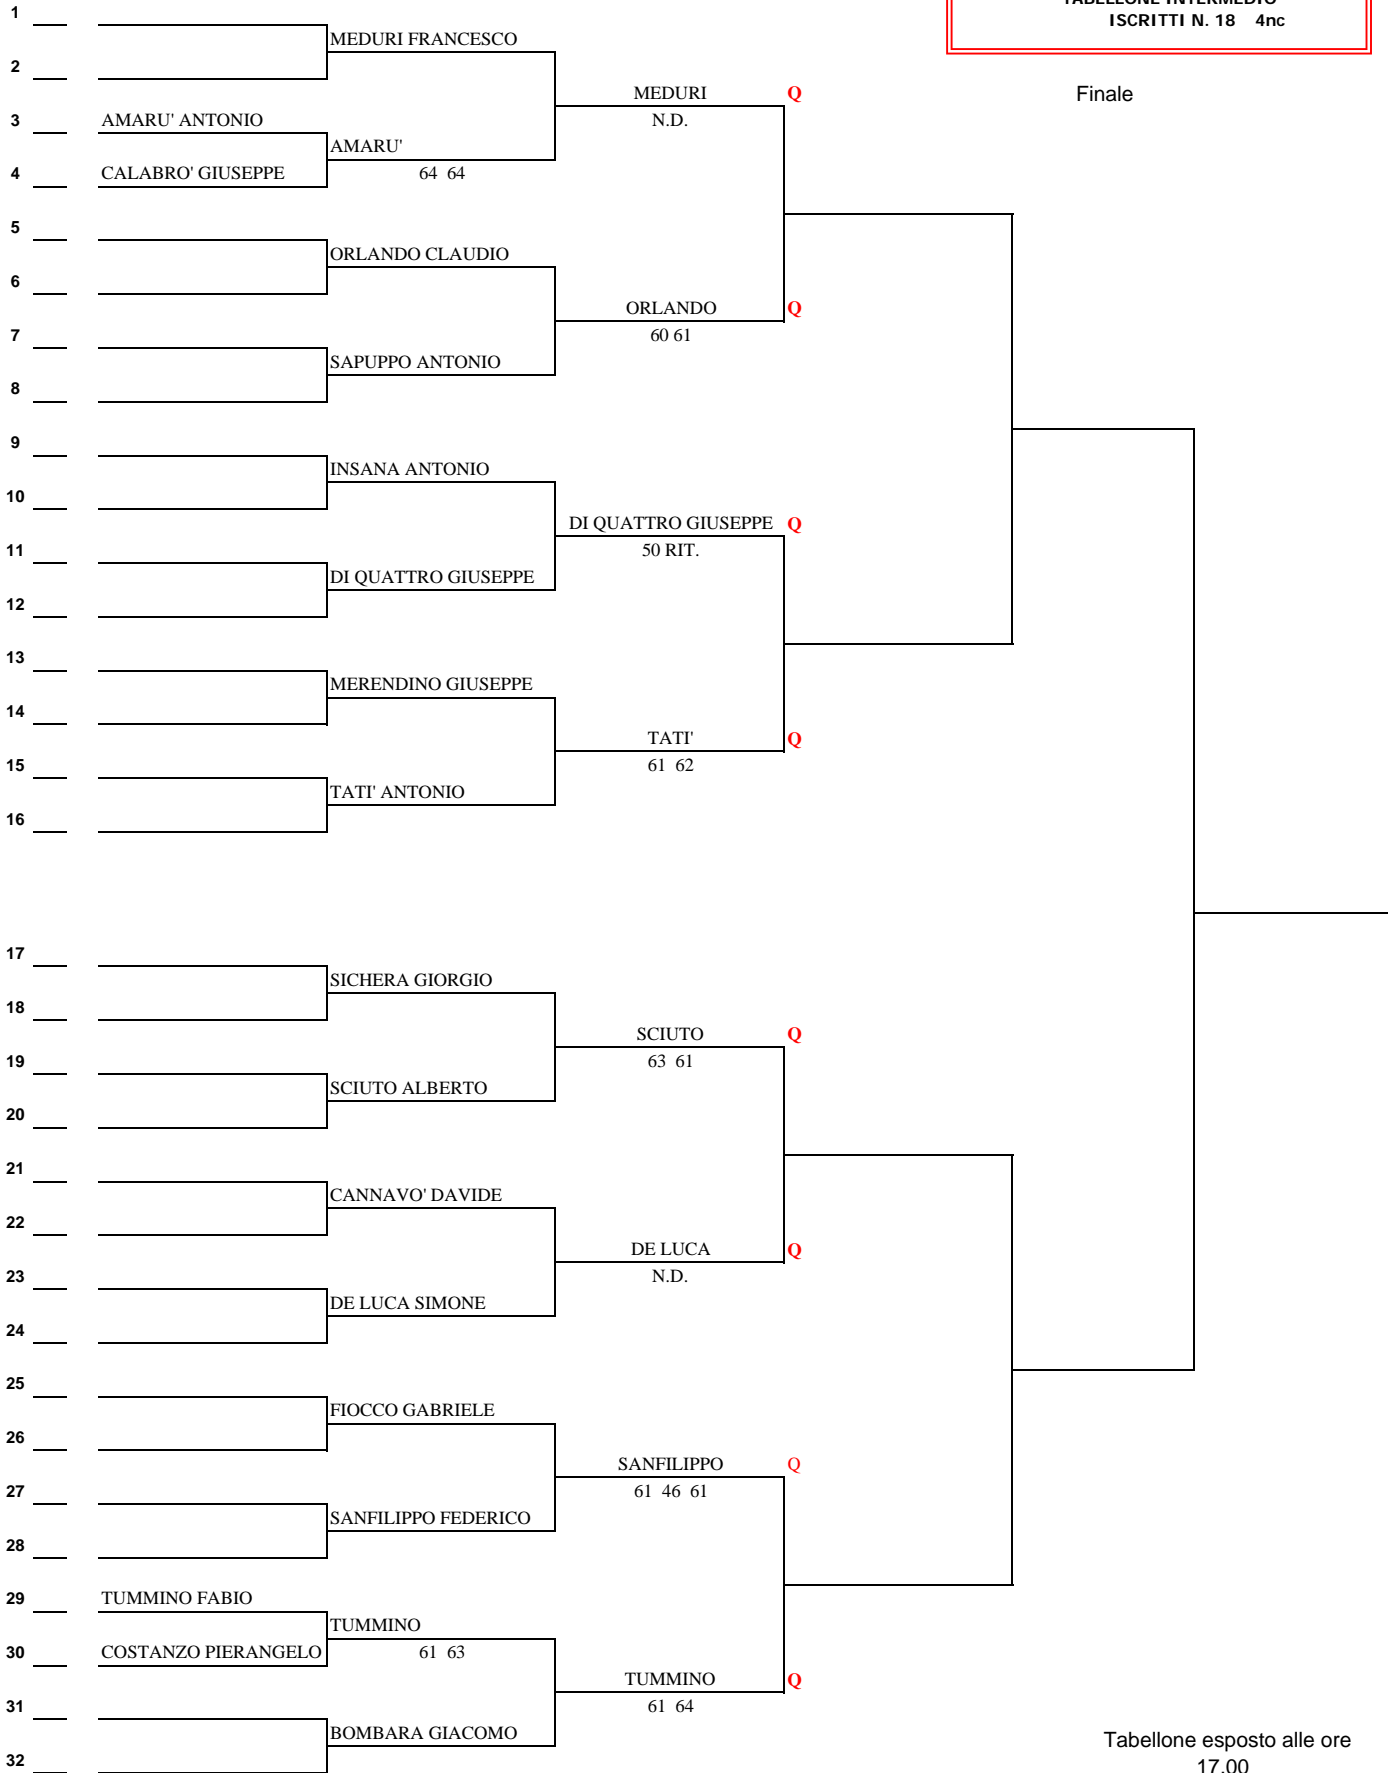 TABELLONE INTERMEDIO
ISCRITTI N. 18 4nc
1
MEDURI FRANCESCO
2
MEDURI Q
Finale
3 AMARU' ANTONIO
N.D.
AMARU'
4 CALABRO' GIUSEPPE
64 64
5
ORLANDO CLAUDIO
6
ORLANDO Q
7
60 61
SAPUPPO ANTONIO
8
9
INSANA ANTONIO
10
DI QUATTRO GIUSEPPE Q
11
50 RIT.
DI QUATTRO GIUSEPPE
12
13
MERENDINO GIUSEPPE
14
TATI' Q
15
61 62
TATI' ANTONIO
16
17
SICHERA GIORGIO
18
SCIUTO Q
19
63 61
SCIUTO ALBERTO
20
21
CANNAVO' DAVIDE
22
DE LUCA Q
23
N.D.
DE LUCA SIMONE
24
25
FIOCCO GABRIELE
26
SANFILIPPO Q
27
61 46 61
SANFILIPPO FEDERICO
28
29 TUMMINO FABIO
TUMMINO
30 COSTANZO PIERANGELO
61 63
TUMMINO Q
31
61 64
BOMBARA GIACOMO
Tabellone esposto alle ore
32
17.00